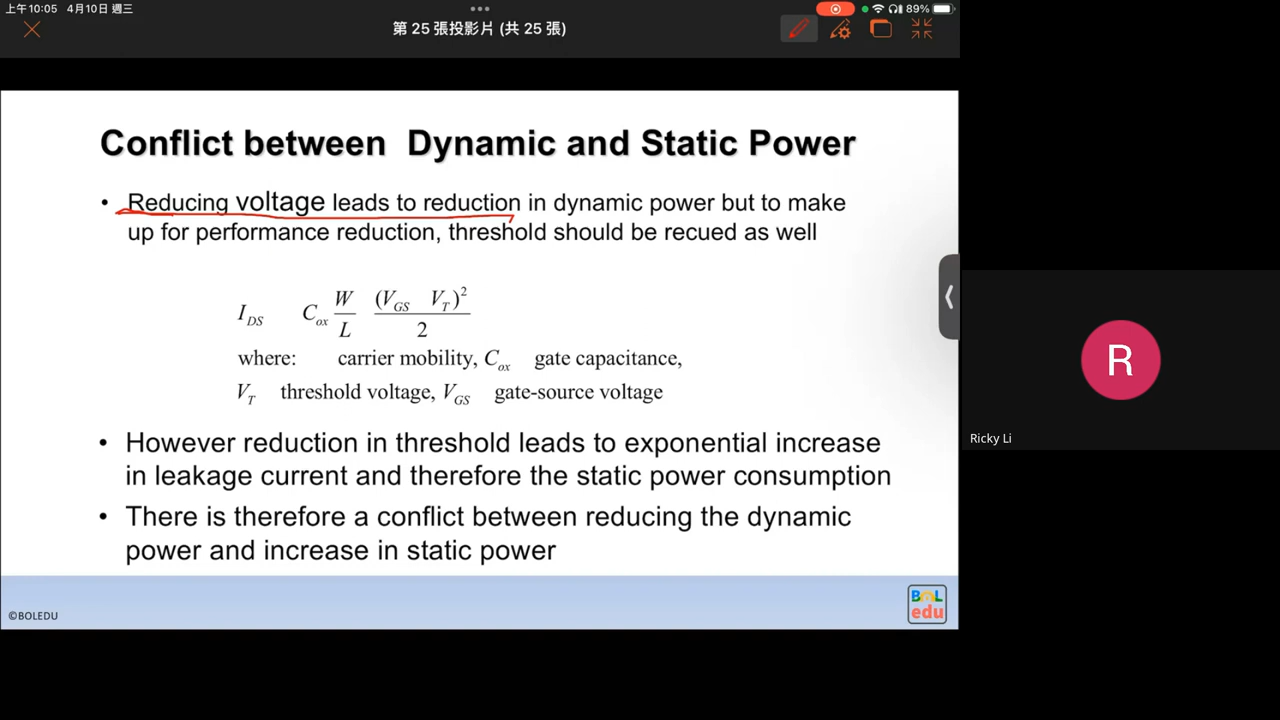 上午10:05 4月10日 週三
89%
第 25 張投影片 (共 25 張)
Conflict between Dynamic and Static Power
• Reducing voltage leads to reduction in dynamic power but to make
up for performance reduction, threshold should be recued as well
I_DS C_ox W/L (V_GS V_T)^2/2
where: carrier mobility, C_ox gate capacitance,
V_T threshold voltage, V_GS gate-source voltage
• However reduction in threshold leads to exponential increase
in leakage current and therefore the static power consumption
• There is therefore a conflict between reducing the dynamic
power and increase in static power
©BOLEDU
BOL
edu
R
Ricky Li